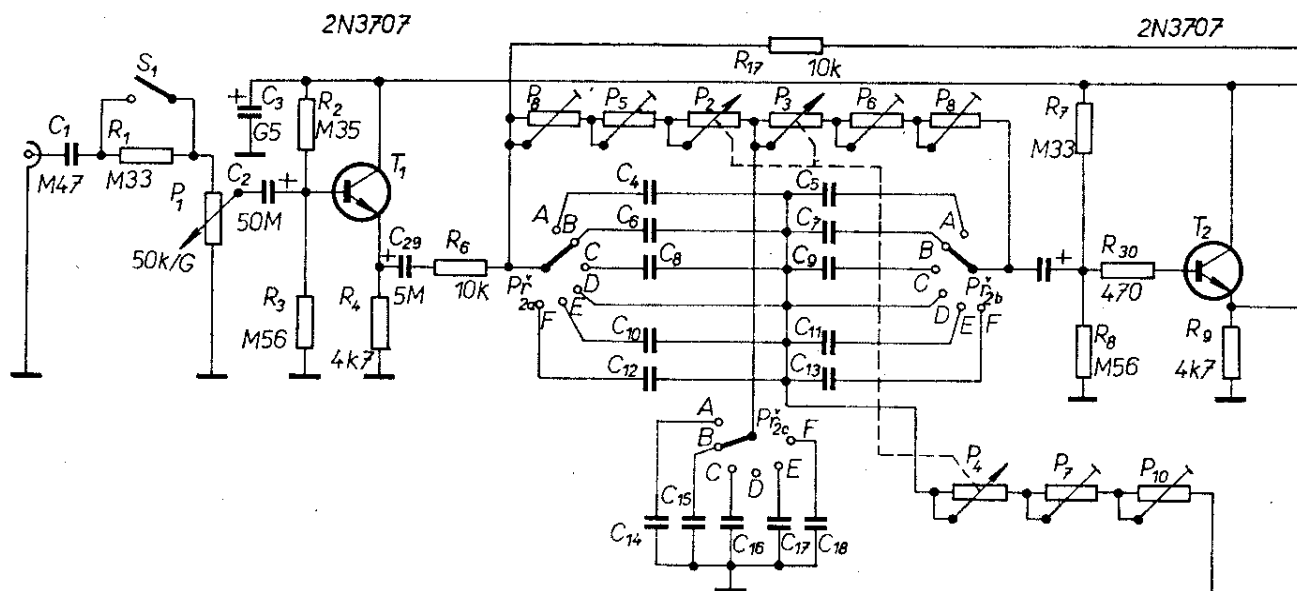 2N3707
2N3707
S1
C3
G5
R2
M35
R17
10k
P8
P5
P2
P3
P6
P8
R7
M33
C1
M47
R1
M33
P1
50k/G
C2
50M
T1
C29
5M
R6
10k
R3
M56
R4
4k7
C4
C5
C6
C7
C8
C9
C10
C11
C12
C13
A
B
C
D
E
F
Př2a
A
B
C
D
E
F
Př2b
R30
470
T2
R8
M56
R9
4k7
A
B
C
D
E
F
Př2c
C14
C15
C16
C17
C18
P4
P7
P10